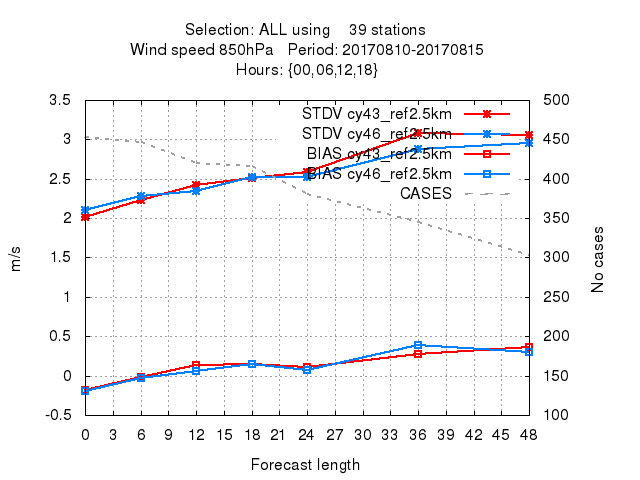 Selection: ALL using 39 stations
Wind speed 850hPa Period: 20170810-20170815
Hours: {00,06,12,18}
3.5
3
2.5
2
1.5
1
0.5
0
-0.5
m/s
STDV cy43_ref2.5km
STDV cy46_ref2.5km
BIAS cy43_ref2.5km
BIAS cy46_ref2.5km
CASES
500
450
400
350
300
250
200
150
100
No cases
0 3 6 9 12 15 18 21 24 27 30 33 36 39 42 45 48
Forecast length